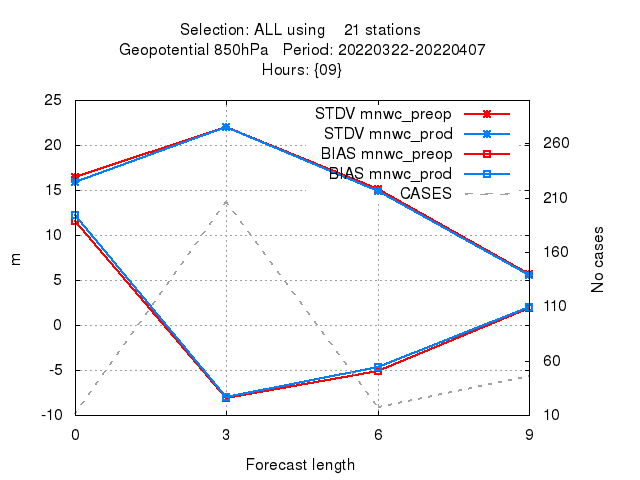 Selection: ALL using    21 stations
Geopotential 850hPa   Period: 20220322-20220407
Hours: {09}
25
20
15
10
5
0
-5
-10
m
STDV mnwc_preop
STDV mnwc_prod
BIAS mnwc_preop
BIAS mnwc_prod
CASES
260
210
160
110
60
10
No cases
0 3 6 9
Forecast length